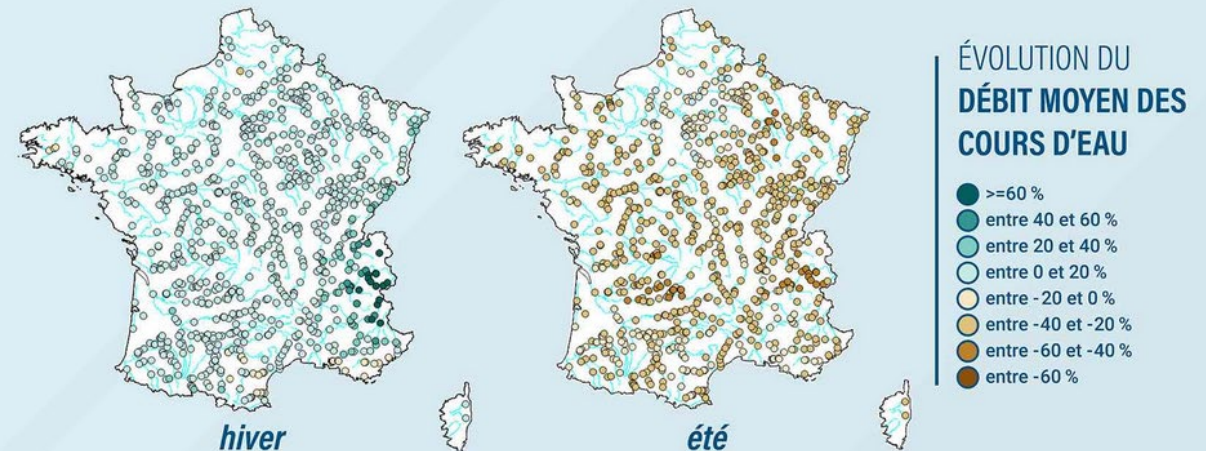 ÉVOLUTION DU
DÉBIT MOYEN DES
COURS D'EAU
>=60 %
entre 40 et 60 %
entre 20 et 40 %
entre 0 et 20 %
entre -20 et 0 %
entre -40 et -20 %
entre -60 et -40 %
entre -60 %
hiver
été